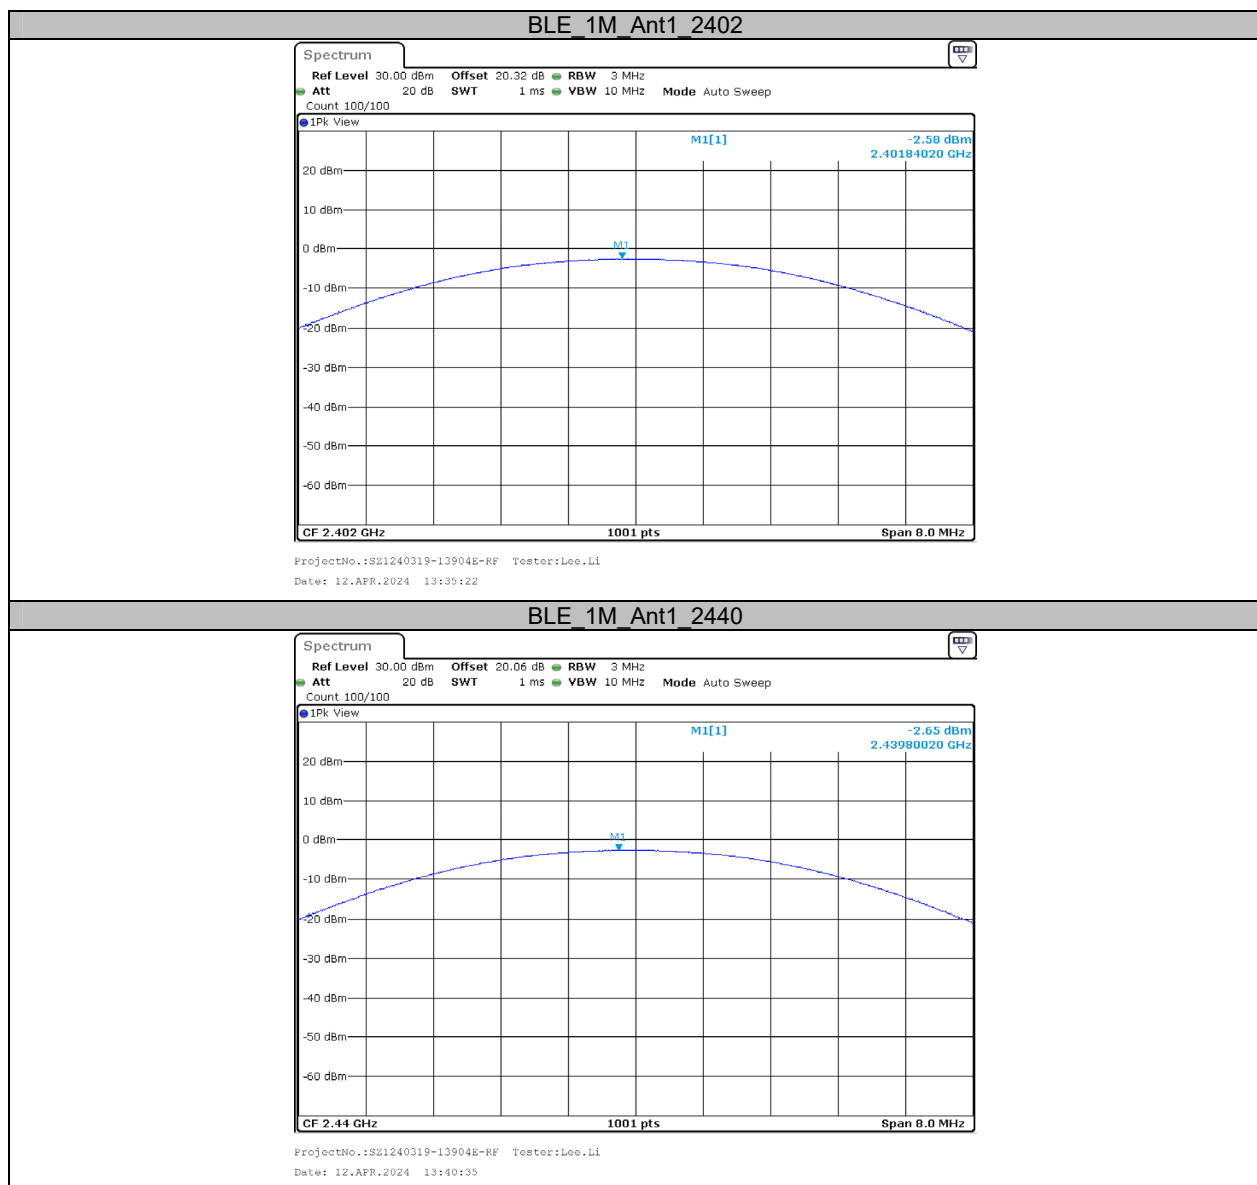 BLE_1M_Ant1_2402
Spectrum
Ref Level 30.00 dBm Offset 20.32 dB RBW 3 MHz
Att 20 dB SWT 1 ms VBW 10 MHz Mode Auto Sweep
Count 100/100
1Pk View
M1[1] -2.58 dBm
2.40184020 GHz
20 dBm
10 dBm
0 dBm
M1
-10 dBm
-20 dBm
-30 dBm
-40 dBm
-50 dBm
-60 dBm
CF 2.402 GHz 1001 pts Span 8.0 MHz
ProjectNo.:SZ1240319-13904E-RF Tester:Lee.Li
Date: 12.APR.2024 13:35:22
BLE_1M_Ant1_2440
Spectrum
Ref Level 30.00 dBm Offset 20.06 dB RBW 3 MHz
Att 20 dB SWT 1 ms VBW 10 MHz Mode Auto Sweep
Count 100/100
1Pk View
M1[1] -2.65 dBm
2.43980020 GHz
20 dBm
10 dBm
0 dBm
M1
-10 dBm
-20 dBm
-30 dBm
-40 dBm
-50 dBm
-60 dBm
CF 2.44 GHz 1001 pts Span 8.0 MHz
ProjectNo.:SZ1240319-13904E-RF Tester:Lee.Li
Date: 12.APR.2024 13:40:35